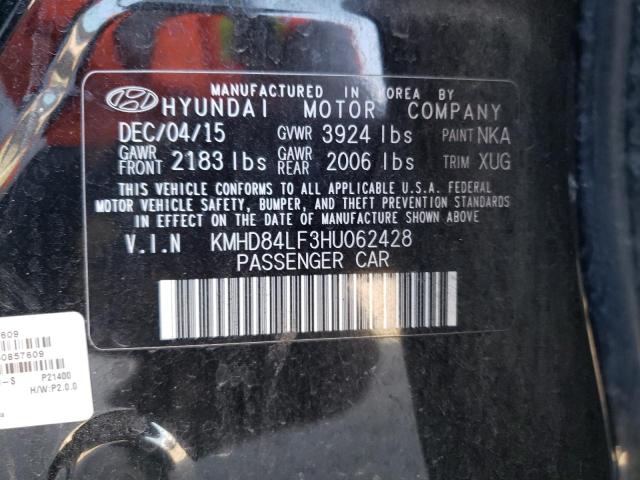 MANUFACTURED IN KOREA BY
HYUNDAI MOTOR COMPANY
DEC/04/15 GVWR 3924 lbs PAINT NKA
GAWR FRONT 2183 lbs GAWR REAR 2006 lbs TRIM XUG
THIS VEHICLE CONFORMS TO ALL APPLICABLE U.S.A. FEDERAL
MOTOR VEHICLE SAFETY, BUMPER, AND THEFT PREVENTION STANDARDS
IN EFFECT ON THE DATE OF MANUFACTURE SHOWN ABOVE.
V.I.N KMHD84LF3HU062428
PASSENGER CAR
7609
0857609
-S P21400
H/W:P2.0.0